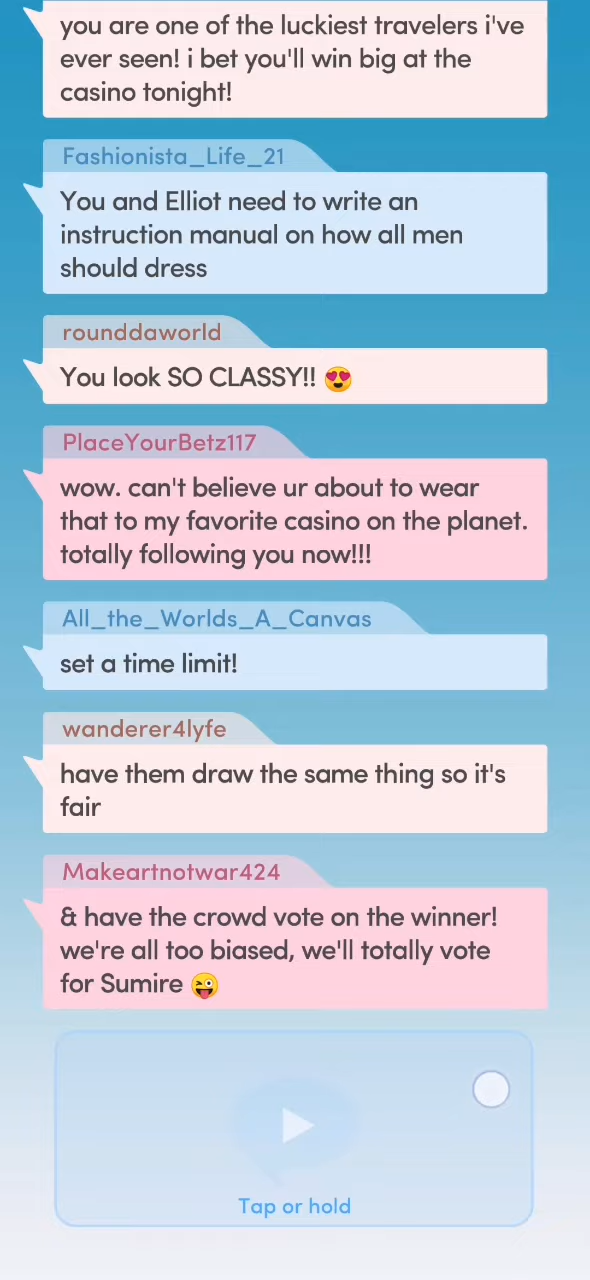 you are one of the luckiest travelers i've
ever seen! i bet you'll win big at the
casino tonight!
Fashionista_Life_21
You and Elliot need to write an
instruction manual on how all men
should dress
rounddaworld
You look SO CLASSY!! 😍
PlaceYourBetz117
wow. can't believe ur about to wear
that to my favorite casino on the planet.
totally following you now!!!
All_the_Worlds_A_Canvas
set a time limit!
wanderer4lyfe
have them draw the same thing so it's
fair
Makeartnotwar424
& have the crowd vote on the winner!
we're all too biased, we'll totally vote
for Sumire 😜
Tap or hold